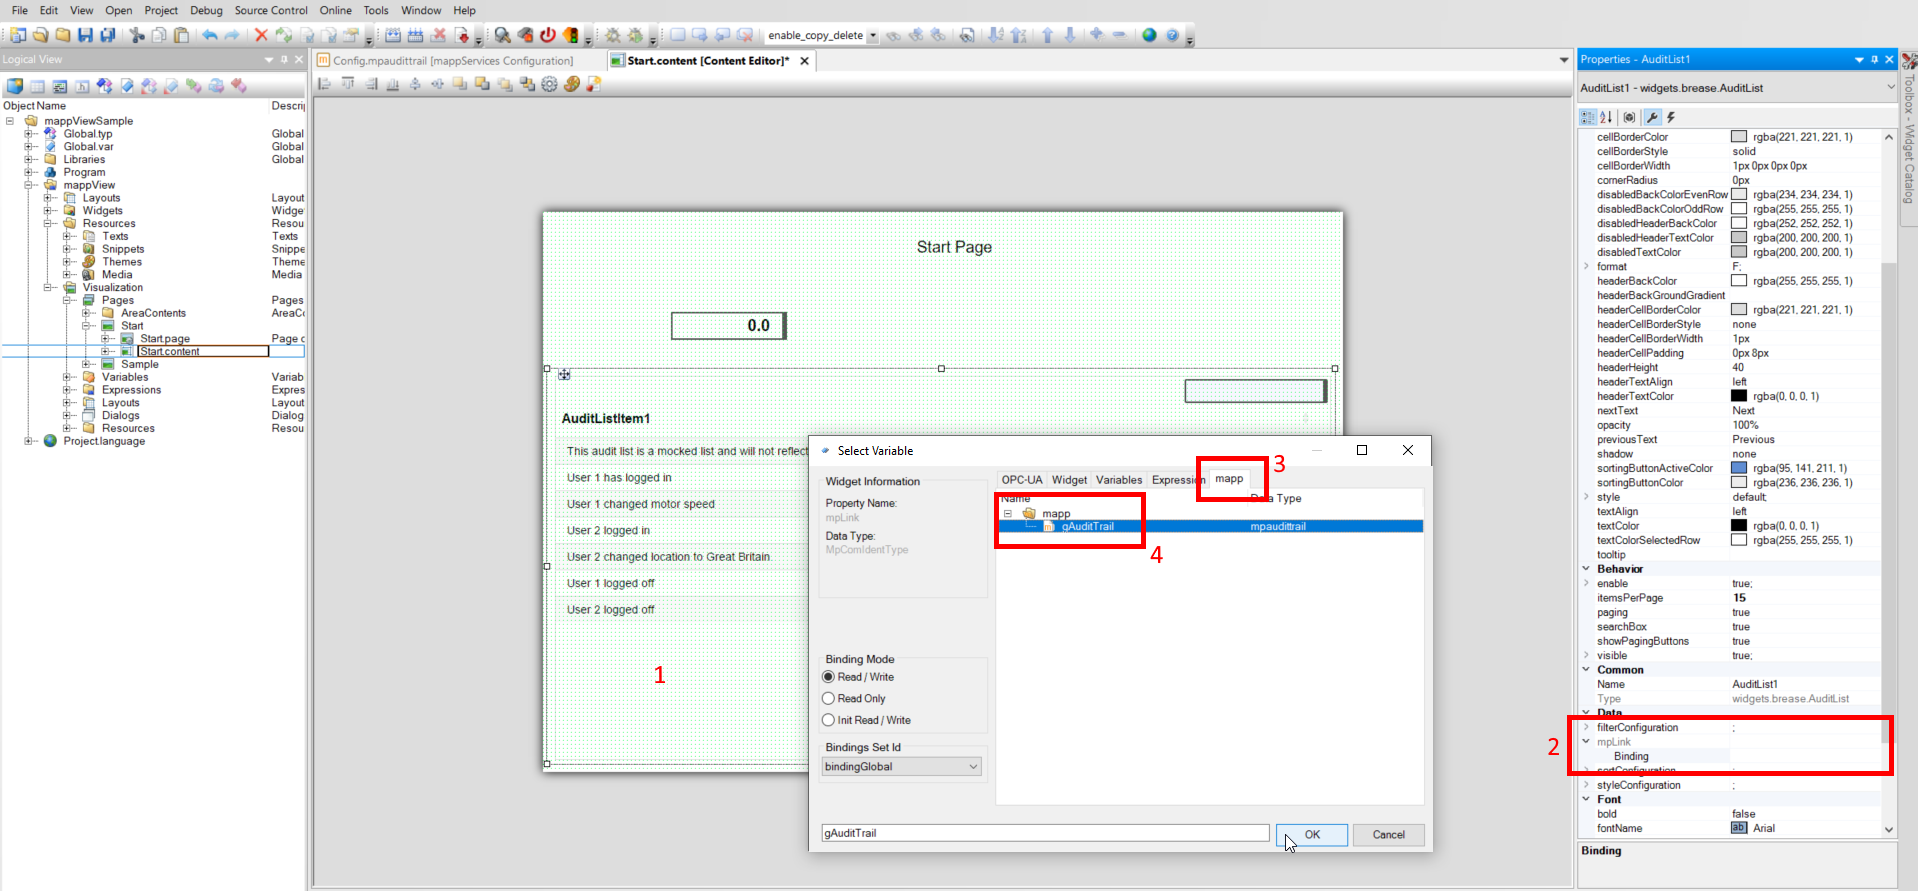 File Edit View Open Project Debug Source Control Online Tools Window Help
enable_copy_delete
Logical View
Object Name Descrip
mappViewSample
Global.typ Global
Global.var Global
Libraries Global
Program
mappView
Layouts Layout
Widgets Widge
Resources Resou
Texts Texts
Snippets Snippe
Themes Theme
Media Media
Visualization
Pages Pages
AreaContents AreaCo
Start
Start.page Page c
Start.content
Sample
Variables Variab
Expressions Expres
Layouts Layout
Dialogs Dialog
Resources Resou
Project.language
Config.mpaudittrail [mappServices Configuration]
Start.content [Content Editor]*
Start Page
0.0
AuditListItem1
This audit list is a mocked list and will not reflect
User 1 has logged in
User 1 changed motor speed
User 2 logged in
User 2 changed location to Great Britain.
User 1 logged off
User 2 logged off
1
Select Variable
Widget Information
Property Name:
mpLink
Data Type:
MpComIdentType
Binding Mode
Read / Write
Read Only
Init Read / Write
Bindings Set Id
bindingGlobal
OPC-UA Widget Variables Expression mapp
3
Name Data Type
mapp
gAuditTrail mpaudittrail
4
gAuditTrail
OK Cancel
Properties - AuditList1
AuditList1 - widgets.brease.AuditList
cellBorderColor rgba(221, 221, 221, 1)
cellBorderStyle solid
cellBorderWidth 1px 0px 0px 0px
cornerRadius 0px
disabledBackColorEvenRow rgba(234, 234, 234, 1)
disabledBackColorOddRow rgba(255, 255, 255, 1)
disabledHeaderBackColor rgba(252, 252, 252, 1)
disabledHeaderTextColor rgba(200, 200, 200, 1)
disabledTextColor rgba(200, 200, 200, 1)
format F;
headerBackColor rgba(255, 255, 255, 1)
headerBackGroundGradient
headerCellBorderColor rgba(221, 221, 221, 1)
headerCellBorderStyle none
headerCellBorderWidth 1px
headerCellPadding 0px 8px
headerHeight 40
headerTextAlign left
headerTextColor rgba(0, 0, 0, 1)
nextText Next
opacity 100%
previousText Previous
shadow none
sortingButtonActiveColor rgba(95, 141, 211, 1)
sortingButtonColor rgba(236, 236, 236, 1)
style default;
textAlign left
textColor rgba(0, 0, 0, 1)
textColorSelectedRow rgba(255, 255, 255, 1)
tooltip
Behavior
enable true;
itemsPerPage 15
paging true
searchBox true
showPagingButtons true
visible true;
Common
Name AuditList1
Type widgets.brease.AuditList
Data
filterConfiguration ;
2
mpLink
Binding
sortConfiguration ;
styleConfiguration ;
Font
bold false
fontName ab Arial
Binding
Toolbox - Widget Catalog